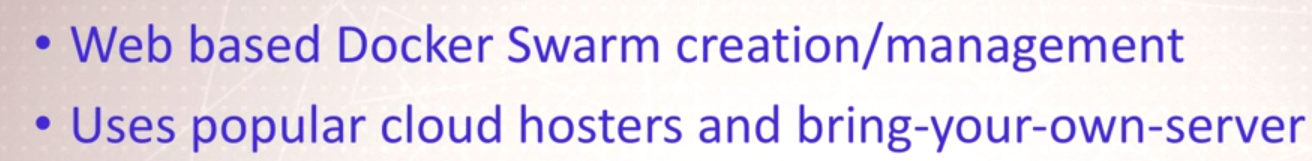 • Web based Docker Swarm creation/management
• Uses popular cloud hosters and bring-your-own-server